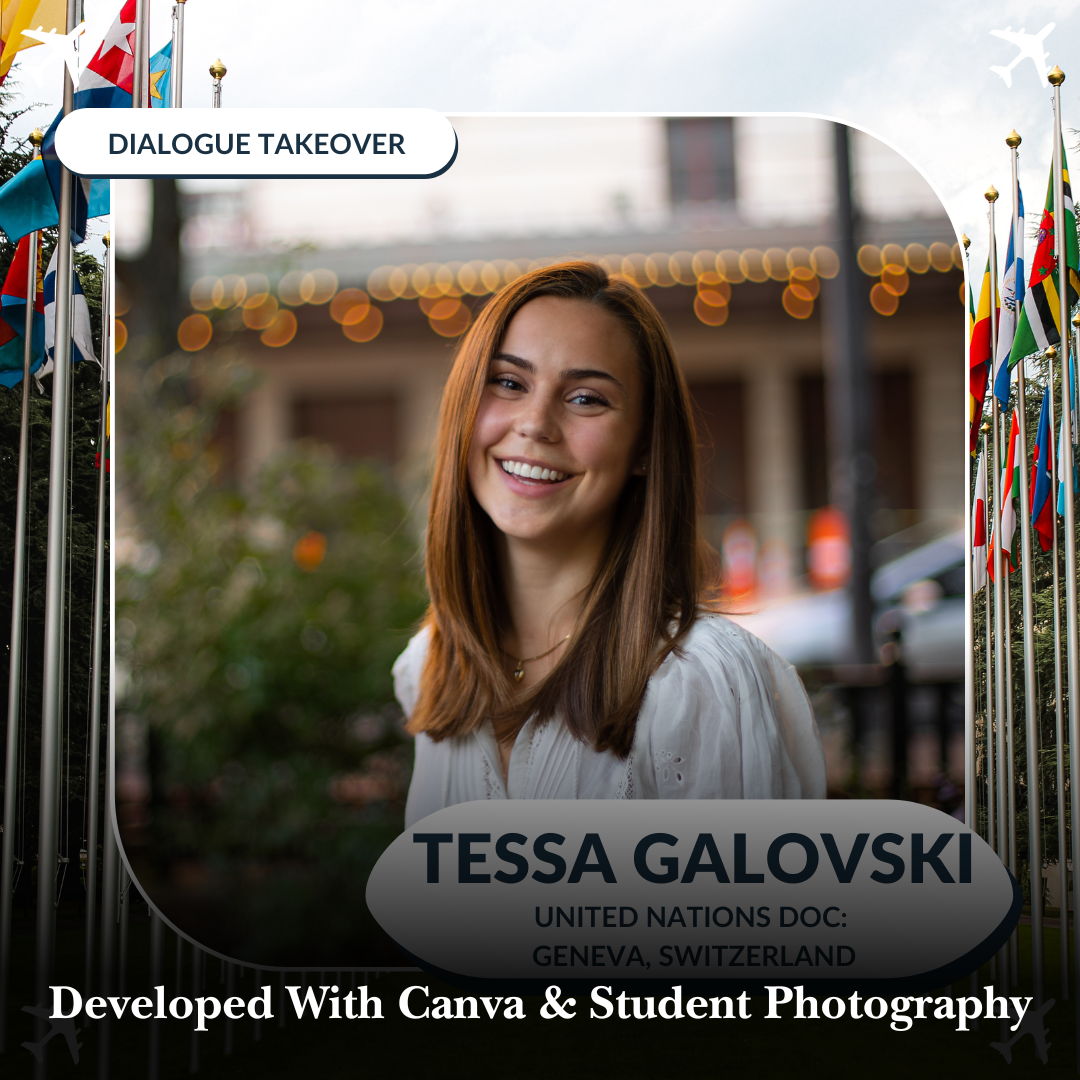 DIALOGUE TAKEOVER
TESSA GALOVSKI
UNITED NATIONS DOC:
GENEVA, SWITZERLAND
Developed With Canva & Student Photography